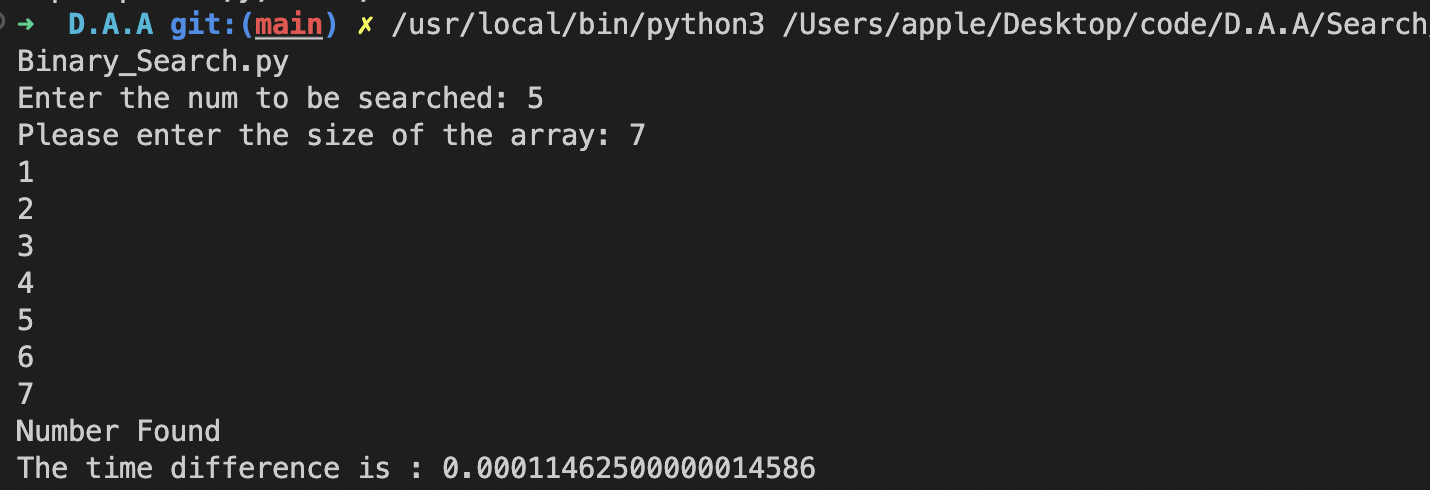 ➜ D.A.A git:(main) ✗ /usr/local/bin/python3 /Users/apple/Desktop/code/D.A.A/Search
Binary_Search.py
Enter the num to be searched: 5
Please enter the size of the array: 7
1
2
3
4
5
6
7
Number Found
The time difference is : 0.00011462500000014586